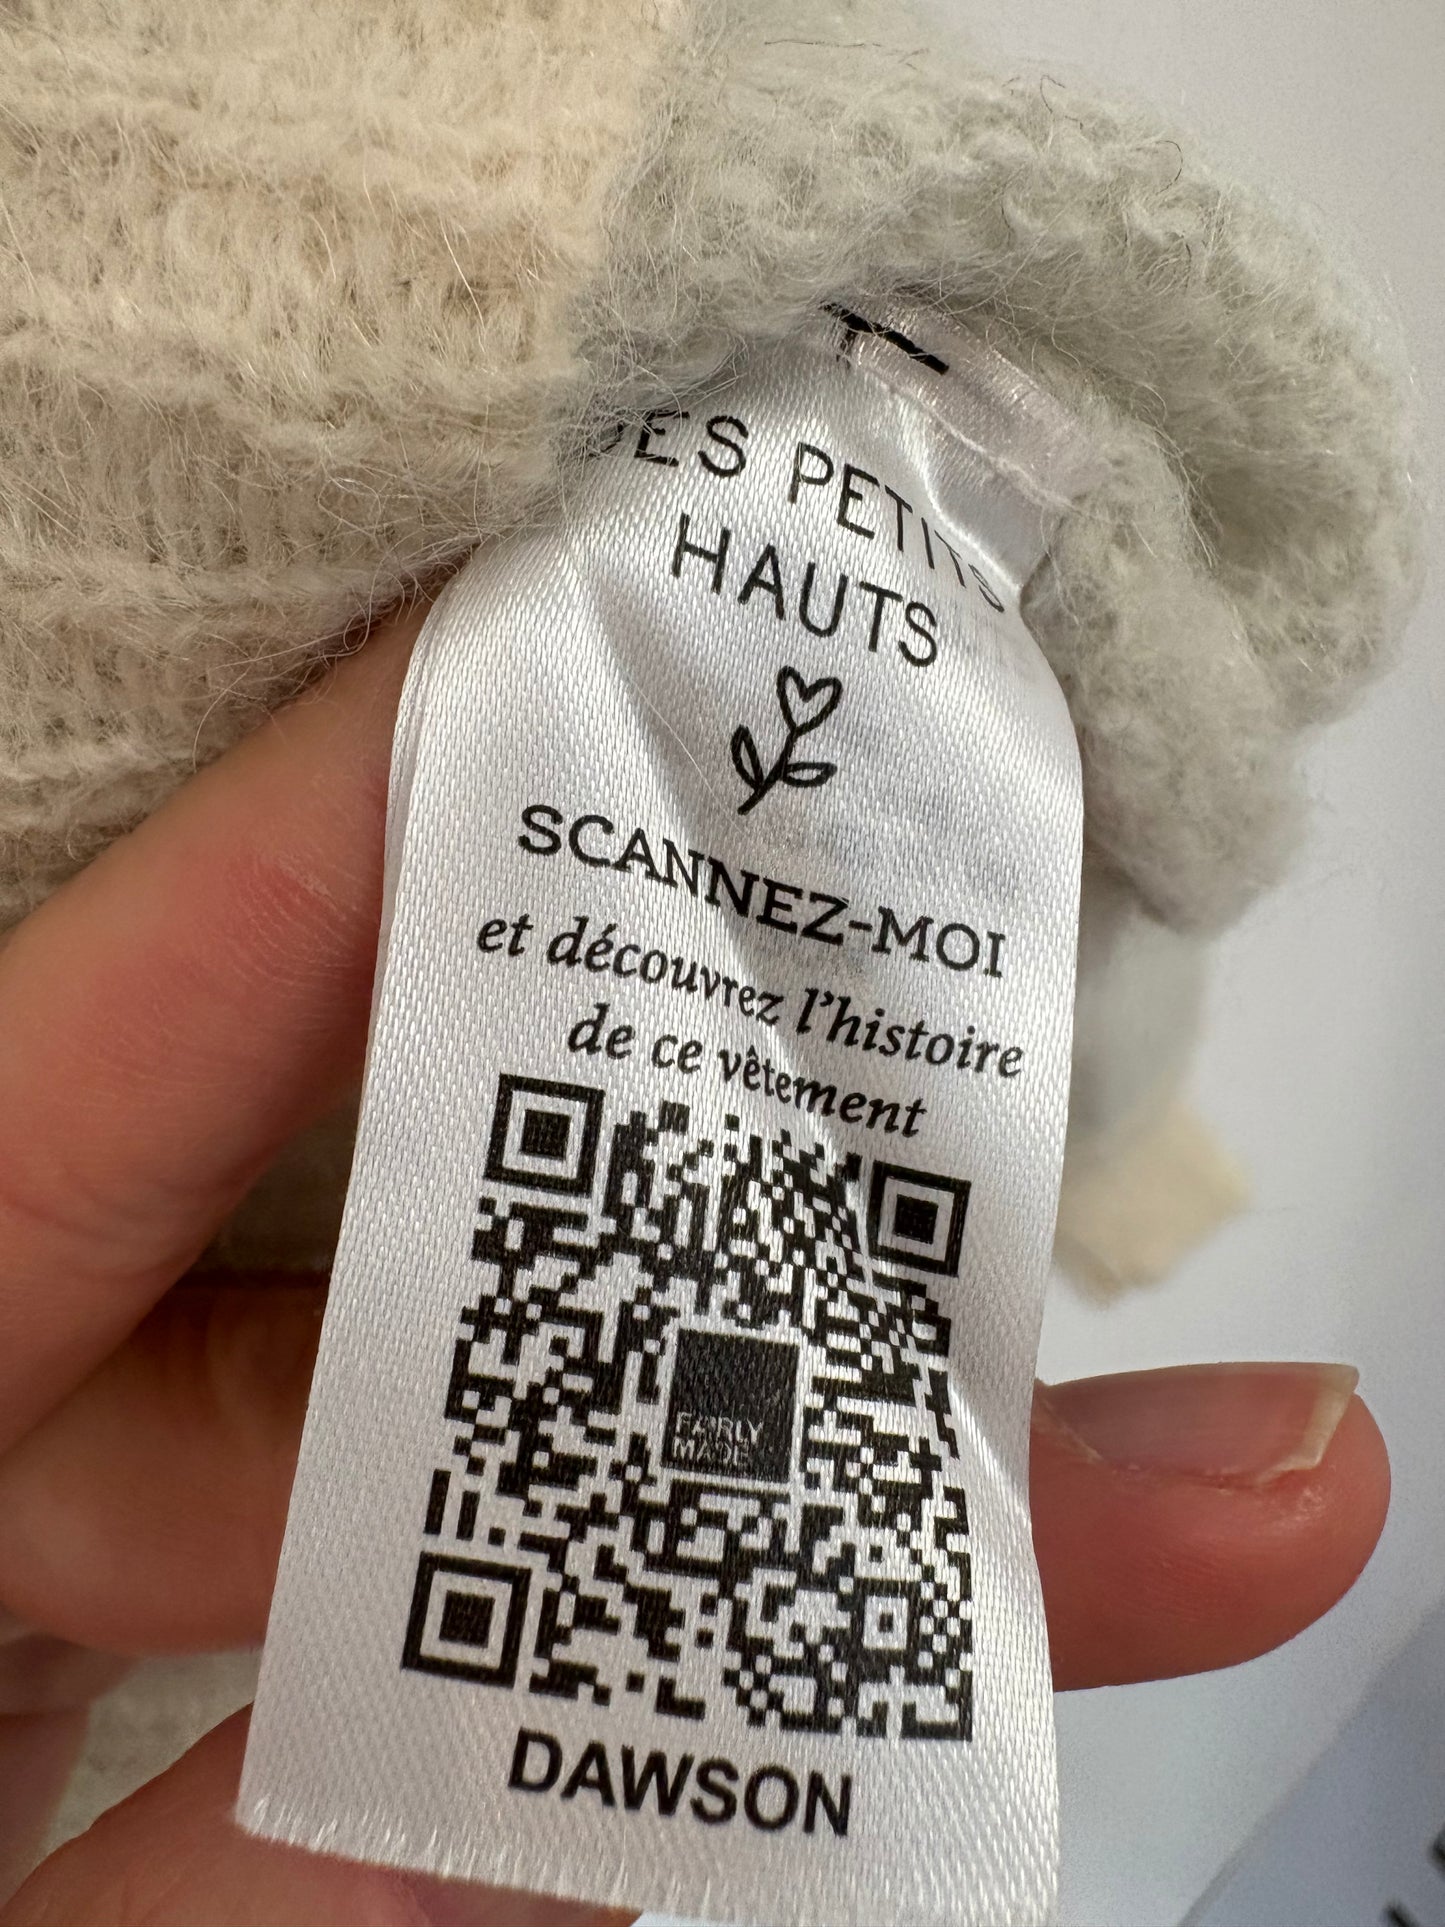 DES PETITS
HAUTS
SCANNEZ-MOI
et découvrez l'histoire
de ce vêtement
FAIRLY
MADE
DAWSON